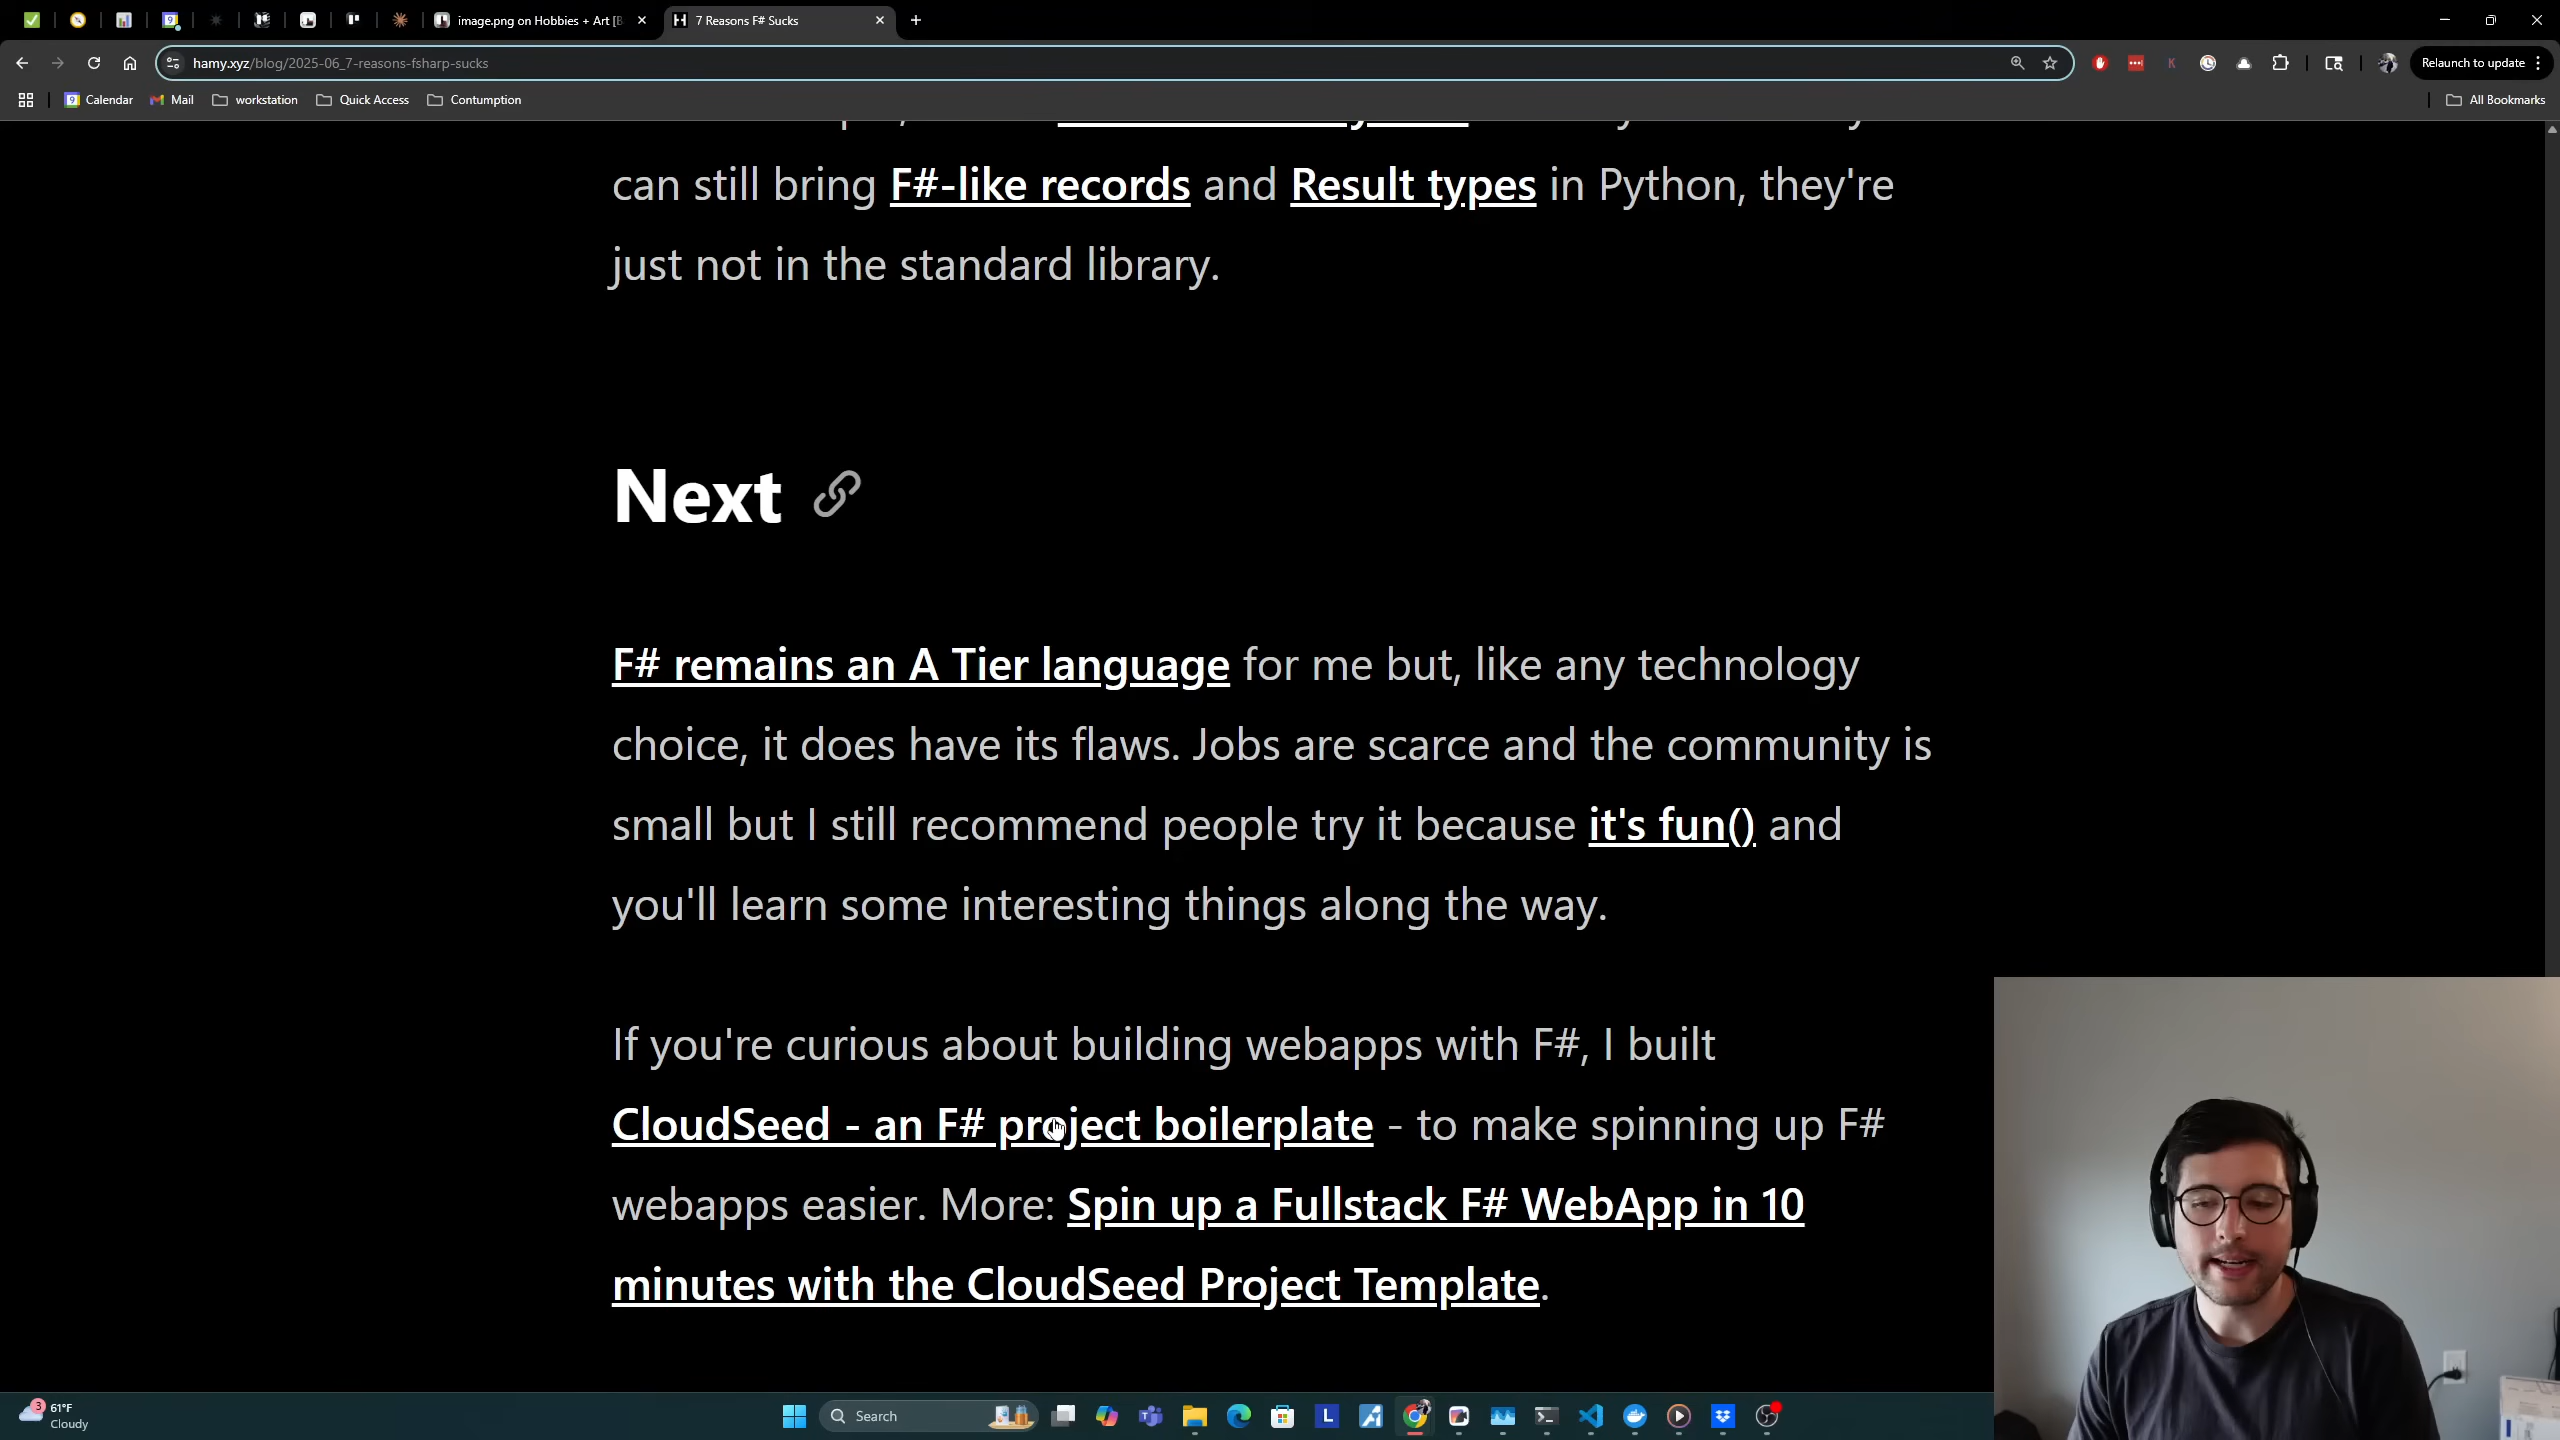 image.png on Hobbies + Art [B
7 Reasons F# Sucks
hamy.xyz/blog/2025-06_7-reasons-fsharp-sucks
Relaunch to update
Calendar
Mail
workstation
Quick Access
Contumption
All Bookmarks
can still bring F#-like records and Result types in Python, they're
just not in the standard library.
Next
F# remains an A Tier language for me but, like any technology
choice, it does have its flaws. Jobs are scarce and the community is
small but I still recommend people try it because it's fun() and
you'll learn some interesting things along the way.
If you're curious about building webapps with F#, I built
CloudSeed - an F# project boilerplate - to make spinning up F#
webapps easier. More: Spin up a Fullstack F# WebApp in 10
minutes with the CloudSeed Project Template.
3
61°F
Cloudy
Search